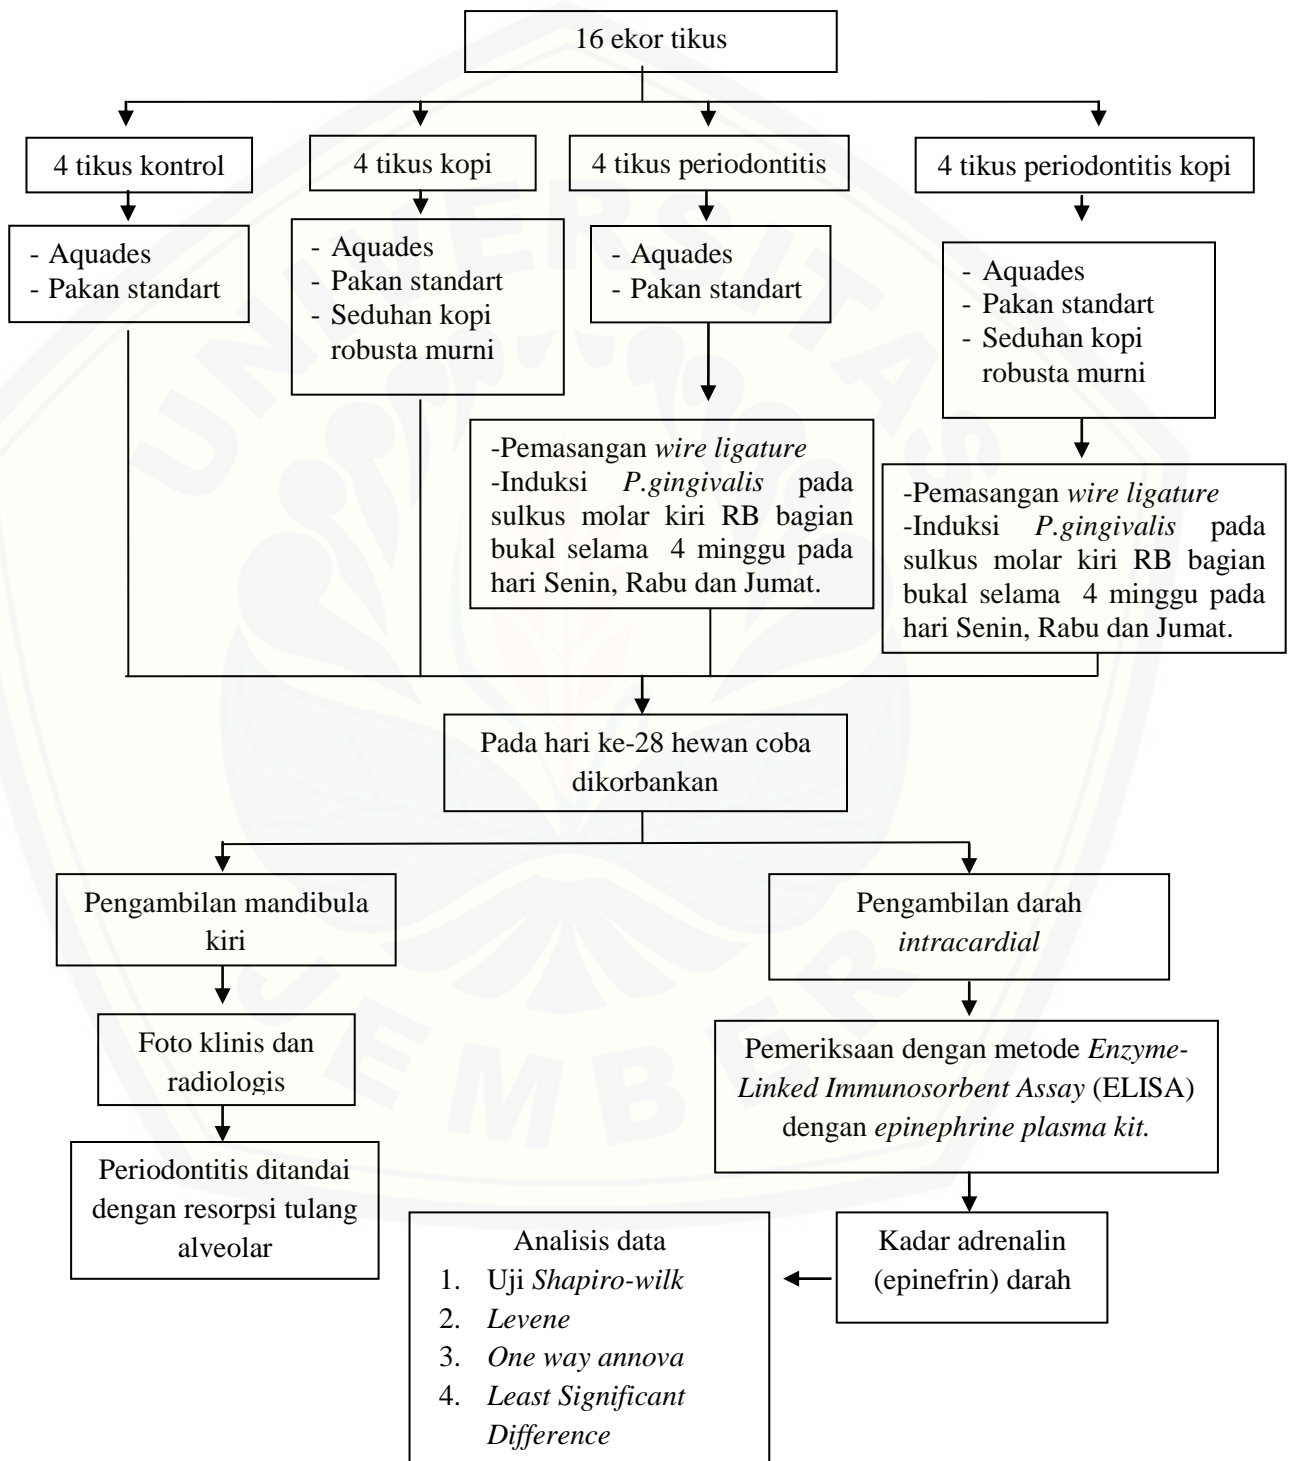 16 ekor tikus
4 tikus kontrol
4 tikus kopi
4 tikus periodontitis
4 tikus periodontitis kopi
- Aquades
- Pakan standart
- Aquades
- Pakan standart
- Seduhan kopi
robusta murni
- Aquades
- Pakan standart
- Aquades
- Pakan standart
- Seduhan kopi
robusta murni
-Pemasangan wire ligature
-Induksi P.gingivalis pada
sulkus molar kiri RB bagian
bukal selama 4 minggu pada
hari Senin, Rabu dan Jumat.
-Pemasangan wire ligature
-Induksi P.gingivalis pada
sulkus molar kiri RB bagian
bukal selama 4 minggu pada
hari Senin, Rabu dan Jumat.
Pada hari ke-28 hewan coba
dikorbankan
Pengambilan mandibula
kiri
Pengambilan darah
intracardial
Foto klinis dan
radiologis
Pemeriksaan dengan metode Enzyme-
Linked Immunosorbent Assay (ELISA)
dengan epinephrine plasma kit.
Periodontitis ditandai
dengan resorpsi tulang
alveolar
Kadar adrenalin
(epinefrin) darah
Analisis data
1. Uji Shapiro-wilk
2. Levene
3. One way annova
4. Least Significant
Difference
UNIVERSITAS
JEMBER